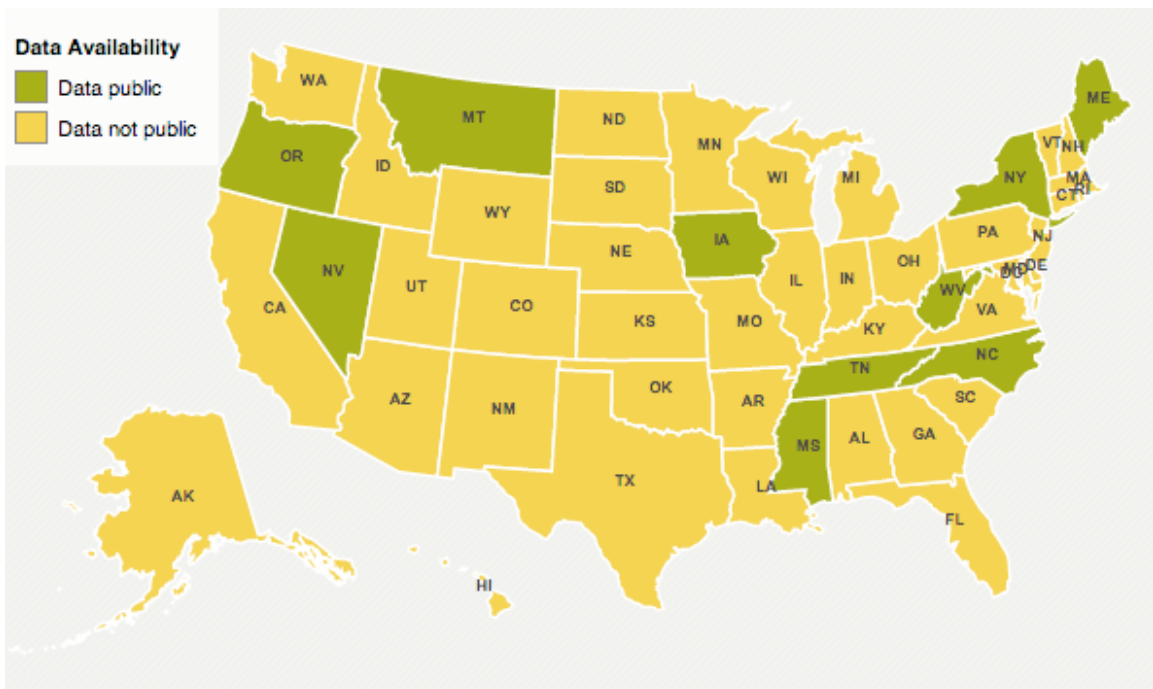 Data Availability
Data public
Data not public
WA
MT
ND
MN
ME
VT
NH
OR
ID
SD
WI
MI
NY
MA
RI
CT
WY
NE
IA
PA
NJ
NV
UT
CO
IL
IN
OH
MD
DE
DC
WV
CA
KS
MO
KY
VA
AZ
NM
OK
AR
TN
NC
SC
MS
AL
GA
TX
LA
AK
FL
HI